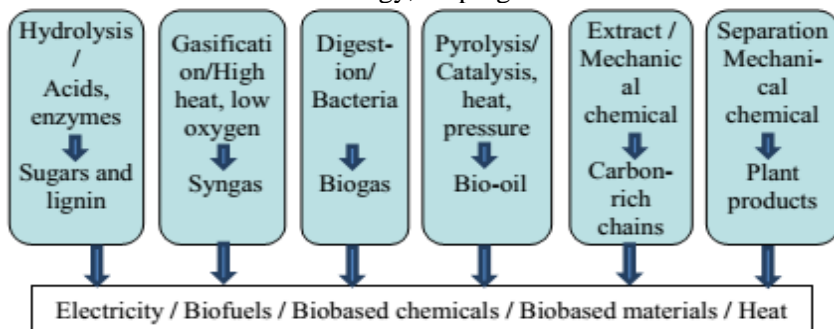 Hydrolysis
/
Acids,
enzymes
Sugars and
lignin
Gasificati
on/High
heat, low
oxygen
Syngas
Digest-
ion/
Bacteria
Biogas
Pyrolysis/
Catalysis,
heat,
pressure
Bio-oil
Extract /
Mechanic
al
chemical
Carbon-
rich
chains
Separation
Mechani-
cal
chemical
Plant
products
Electricity / Biofuels / Biobased chemicals / Biobased materials / Heat